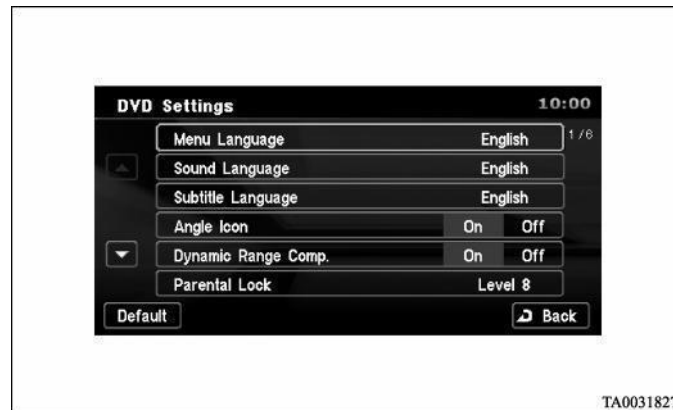 DVD Settings 10:00
Menu Language English 1/6
Sound Language English
Subtitle Language English
Angle Icon On Off
Dynamic Range Comp. On Off
Parental Lock Level 8
Default Back
TA0031827